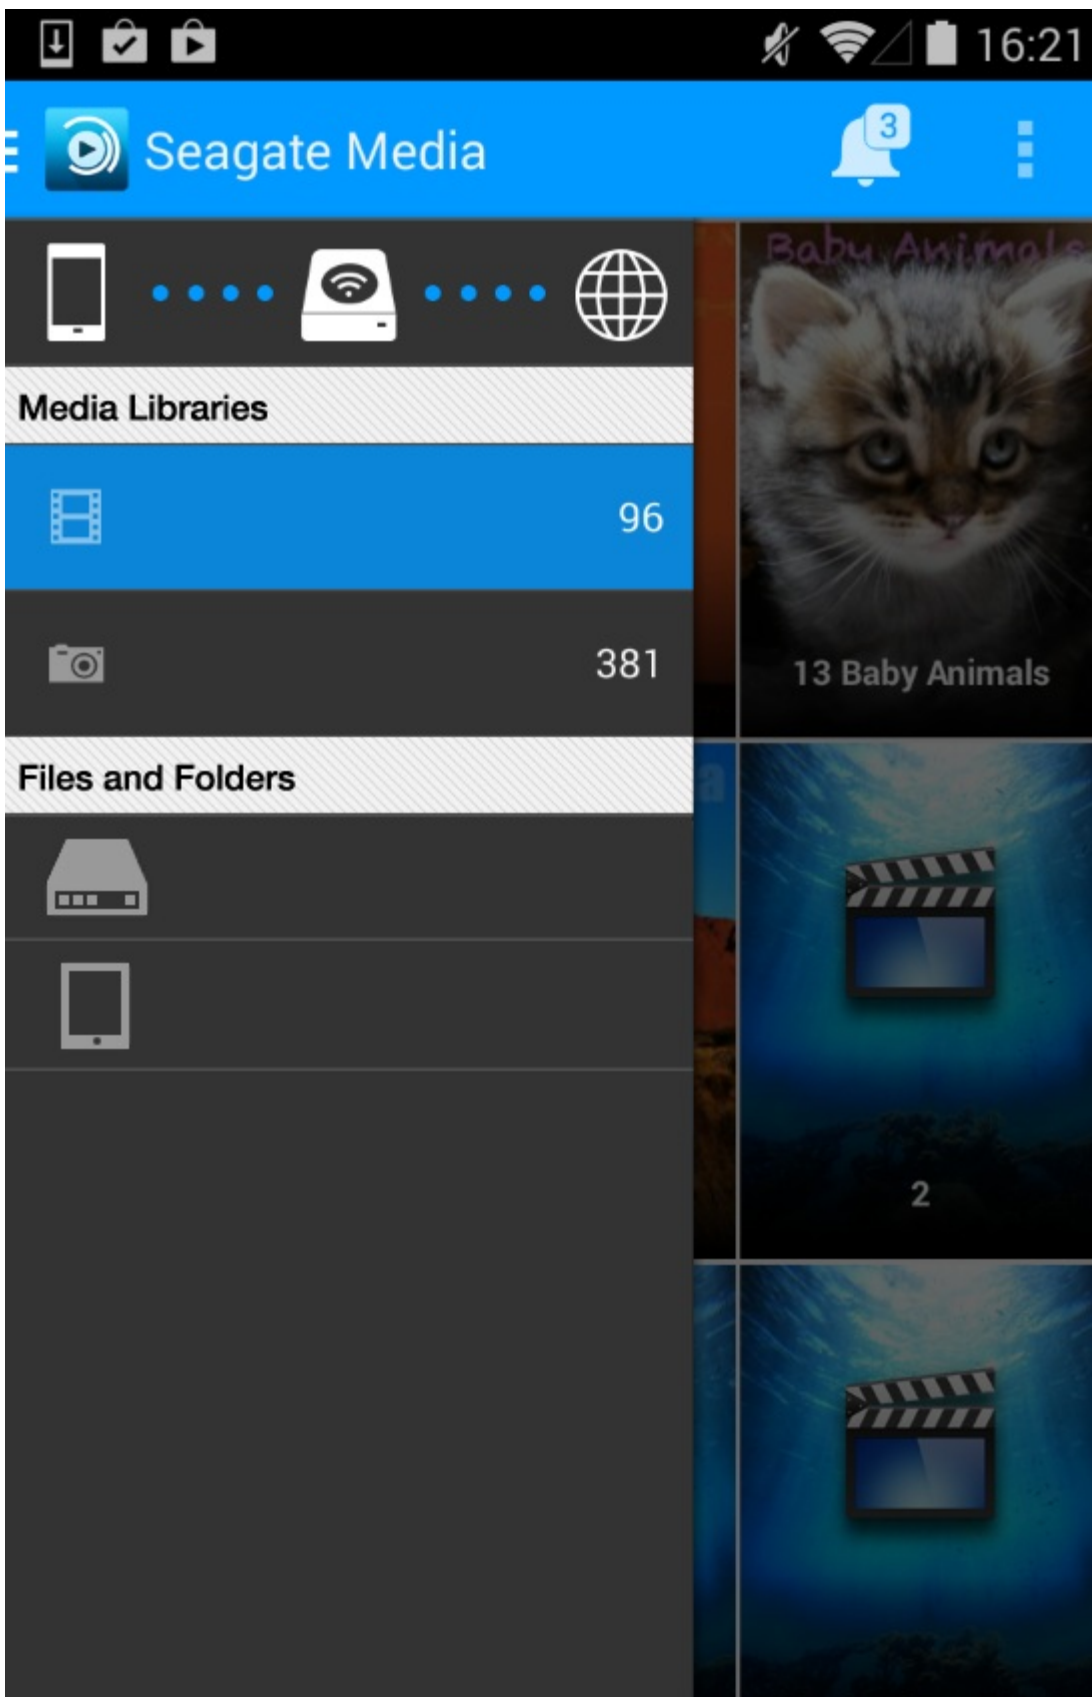 16:21
Seagate Media
3
Baby Animals
Media Libraries
96
381
13 Baby Animals
Files and Folders
a
2